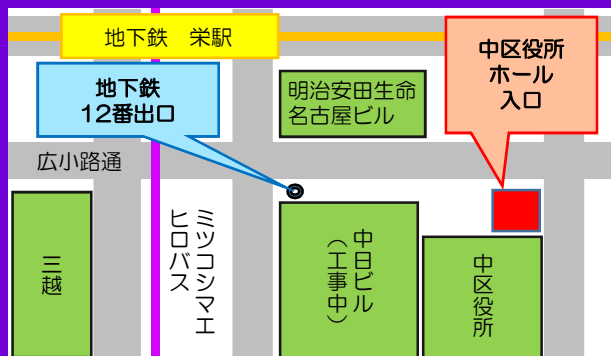 地下鉄　栄駅
中区役所
ホール
入口
地下鉄
12番出口
明治安田生命
名古屋ビル
広小路通
三越
ミツコシマエ
ヒロバス
中日ビル
（工事中）
中区役所